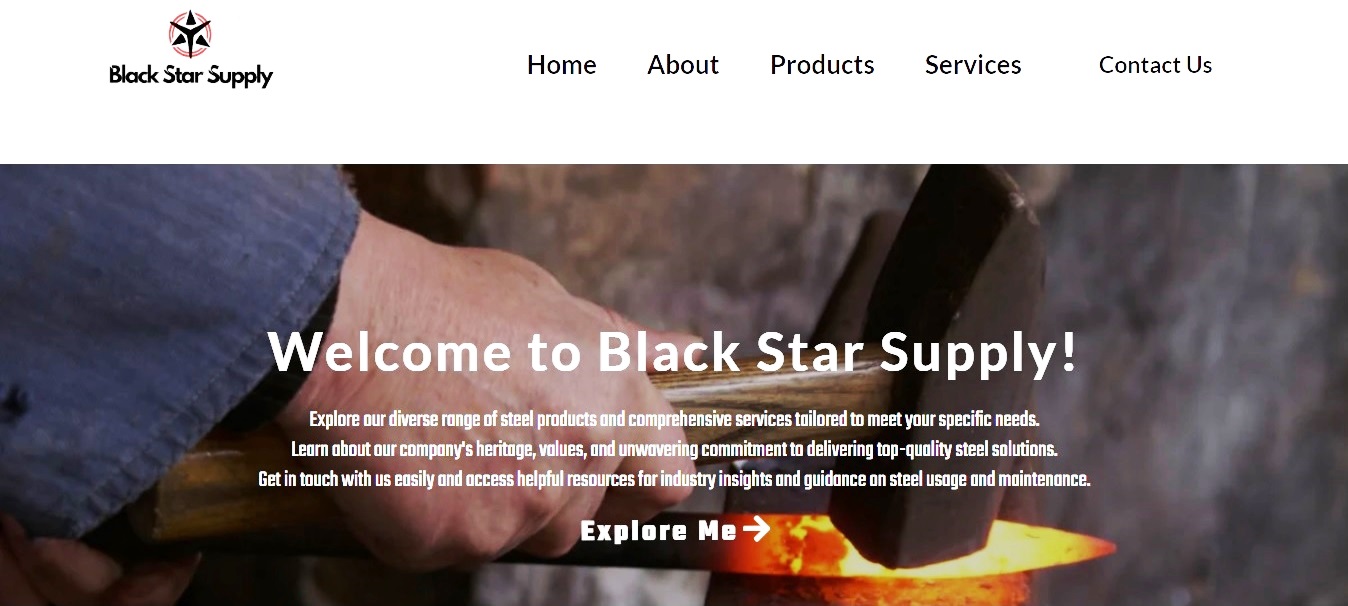 Black Star Supply
Home About Products Services Contact Us
Welcome to Black Star Supply!
Explore our diverse range of steel products and comprehensive services tailored to meet your specific needs.
Learn about our company's heritage, values, and unwavering commitment to delivering top-quality steel solutions.
Get in touch with us easily and access helpful resources for industry insights and guidance on steel usage and maintenance.
Explore Me